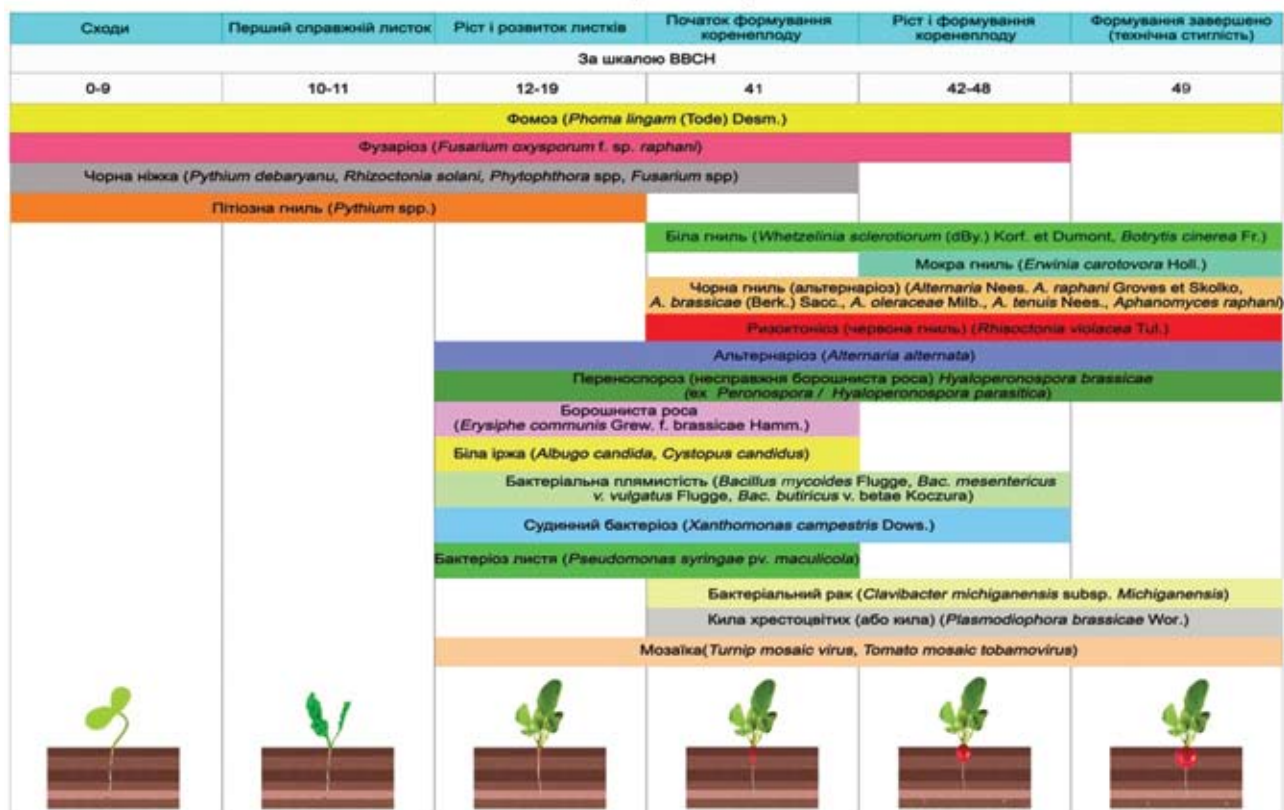 Сходи
Перший справжній листок
Ріст і розвиток листків
Початок формування
коренеплоду
Ріст і формування
коренеплоду
Формування завершено
(технічна стиглість)
За шкалою ВВСН
0-9
10-11
12-19
41
42-48
49
Фомоз (Phoma lingam (Tode) Desm.)
Фузаріоз (Fusarium oxysporum f. sp. raphani)
Чорна ніжка (Pythium debaryanu, Rhizoctonia solani, Phytophthora spp, Fusarium spp)
Пітіозна гниль (Pythium spp.)
Біла гниль (Whetzelinia sclerotiorum (dBy.) Korf. et Dumont, Botrytis cinerea Fr.)
Мокра гниль (Erwinia carotovora Holl.)
Чорна гниль (альтернаріоз) (Alternaria Nees. A. raphani Groves et Skolko,
A. brassicae (Berk.) Sacc., A. oleraceae Milb., A. tenuis Nees., Aphanomyces raphani)
Ризоктоніоз (червона гниль) (Rhisoctonia violacea Tul.)
Альтернаріоз (Alternaria alternata)
Переноспороз (несправжня борошниста роса) Hyaloperonospora brassicae
(ex Peronospora / Hyaloperonospora parasitica)
Борошниста роса
(Erysiphe communis Grew. f. brassicae Hamm.)
Біла іржа (Albugo candida, Cystopus candidus)
Бактеріальна плямистість (Bacillus mycoides Flugge, Bac. mesentericus
v. vulgatus Flugge, Bac. butiricus v. betae Koczura)
Судинний бактеріоз (Xanthomonas campestris Dows.)
Бактеріоз листя (Pseudomonas syringae pv. maculicola)
Бактеріальний рак (Clavibacter michiganensis subsp. Michiganensis)
Кила хрестоцвітих (або кила) (Plasmodiophora brassicae Wor.)
Мозаїка(Turnip mosaic virus, Tomato mosaic tobamovirus)